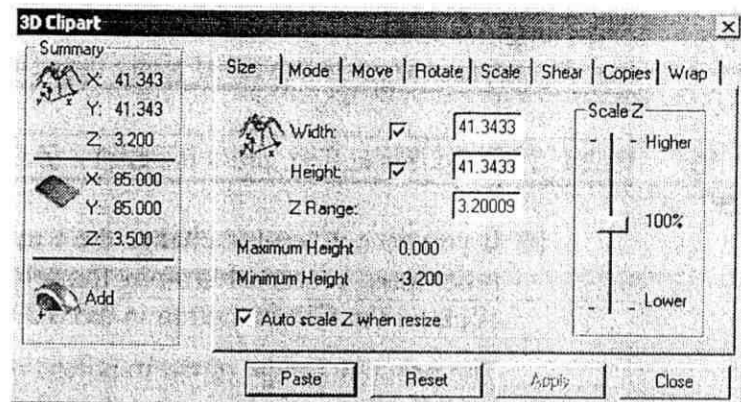 3D Clipart
Summary
X: 41.343
Y: 41.343
Z: 3.200
X: 85.000
Y: 85.000
Z: 3.500
Add
Size Mode Move Rotate Scale Shear Copies Wrap
Width: 41.3433
Height: 41.3433
Z Range: 3.20009
Maximum Height 0.000
Minimum Height -3.200
Auto scale Z when resize
Scale Z
Higher
100%
Lower
Paste Reset Apply Close